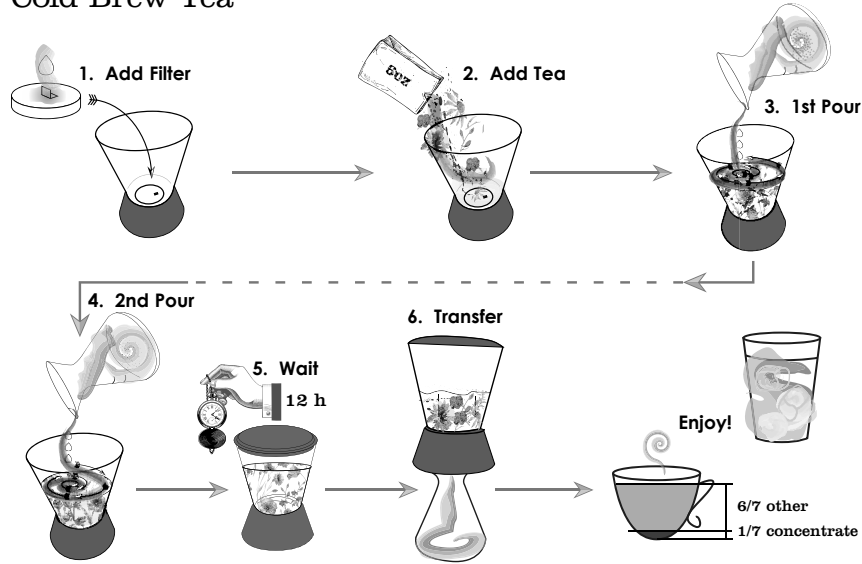 Cold Brew Tea
1. Add Filter
8oz
2. Add Tea
3. 1st Pour
4. 2nd Pour
5. Wait
12 h
6. Transfer
Enjoy!
6/7 other
1/7 concentrate